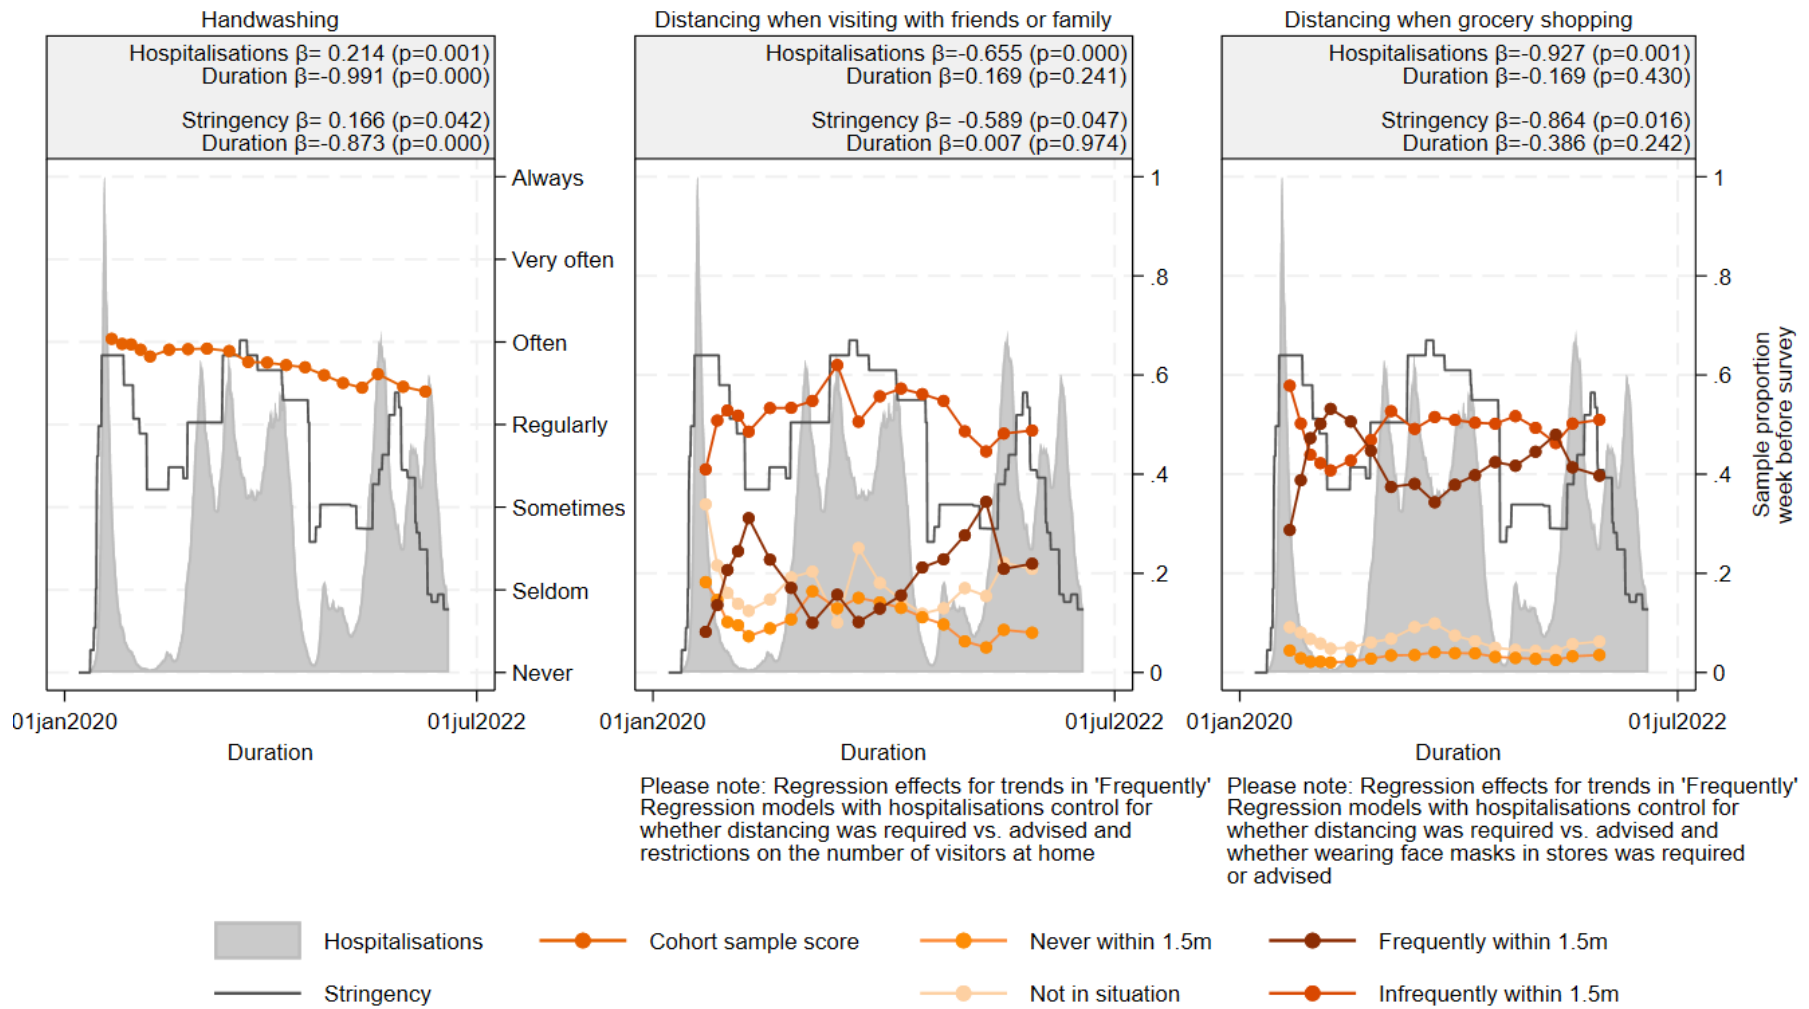 Handwashing
Hospitalisations β= 0.214 (p=0.001)
Duration β=-0.991 (p=0.000)
Stringency β= 0.166 (p=0.042)
Duration β=-0.873 (p=0.000)
Always
Very often
Often
Regularly
Sometimes
Seldom
Never
01jan2020
01jul2022
Duration
Distancing when visiting with friends or family
Hospitalisations β=-0.655 (p=0.000)
Duration β=0.169 (p=0.241)
Stringency β= -0.589 (p=0.047)
Duration β=0.007 (p=0.974)
1
.8
.6
.4
.2
0
01jan2020
01jul2022
Duration
Please note: Regression effects for trends in 'Frequently'
Regression models with hospitalisations control for
whether distancing was required vs. advised and
restrictions on the number of visitors at home
Distancing when grocery shopping
Hospitalisations β=-0.927 (p=0.001)
Duration β=-0.169 (p=0.430)
Stringency β=-0.864 (p=0.016)
Duration β=-0.386 (p=0.242)
1
.8
.6
.4
.2
0
Sample proportion
week before survey
01jan2020
01jul2022
Duration
Please note: Regression effects for trends in 'Frequently'
Regression models with hospitalisations control for
whether distancing was required vs. advised and
whether wearing face masks in stores was required
or advised
Hospitalisations
Cohort sample score
Never within 1.5m
Frequently within 1.5m
Stringency
Not in situation
Infrequently within 1.5m